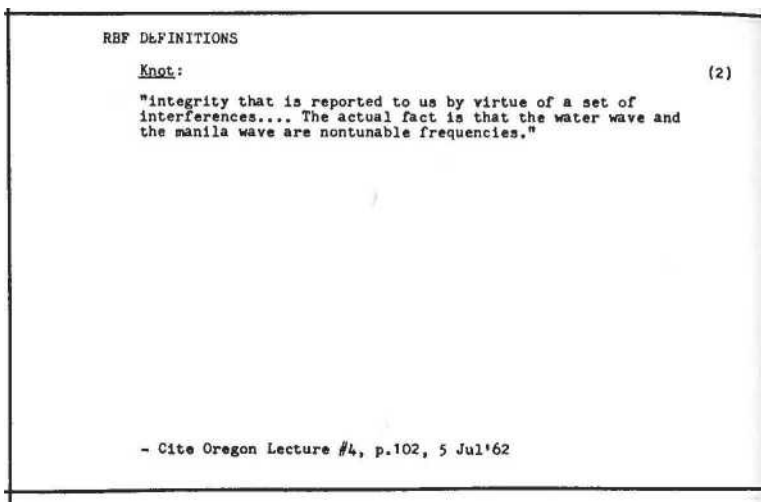 RBF DEFINITIONS
Knot: (2)
"integrity that is reported to us by virtue of a set of
interferences.... The actual fact is that the water wave and
the manila wave are nontunable frequencies."
- Cite Oregon Lecture #4, p.102, 5 Jul'62